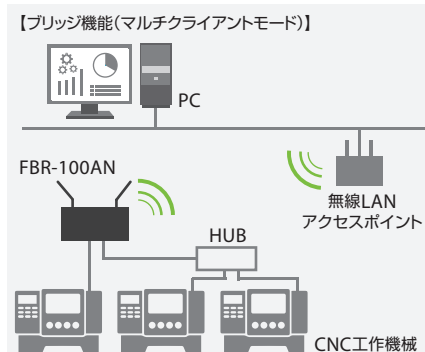 【ブリッジ機能(マルチクライアントモード)】
PC
FBR-100AN
無線LAN
アクセスポイント
HUB
CNC工作機械